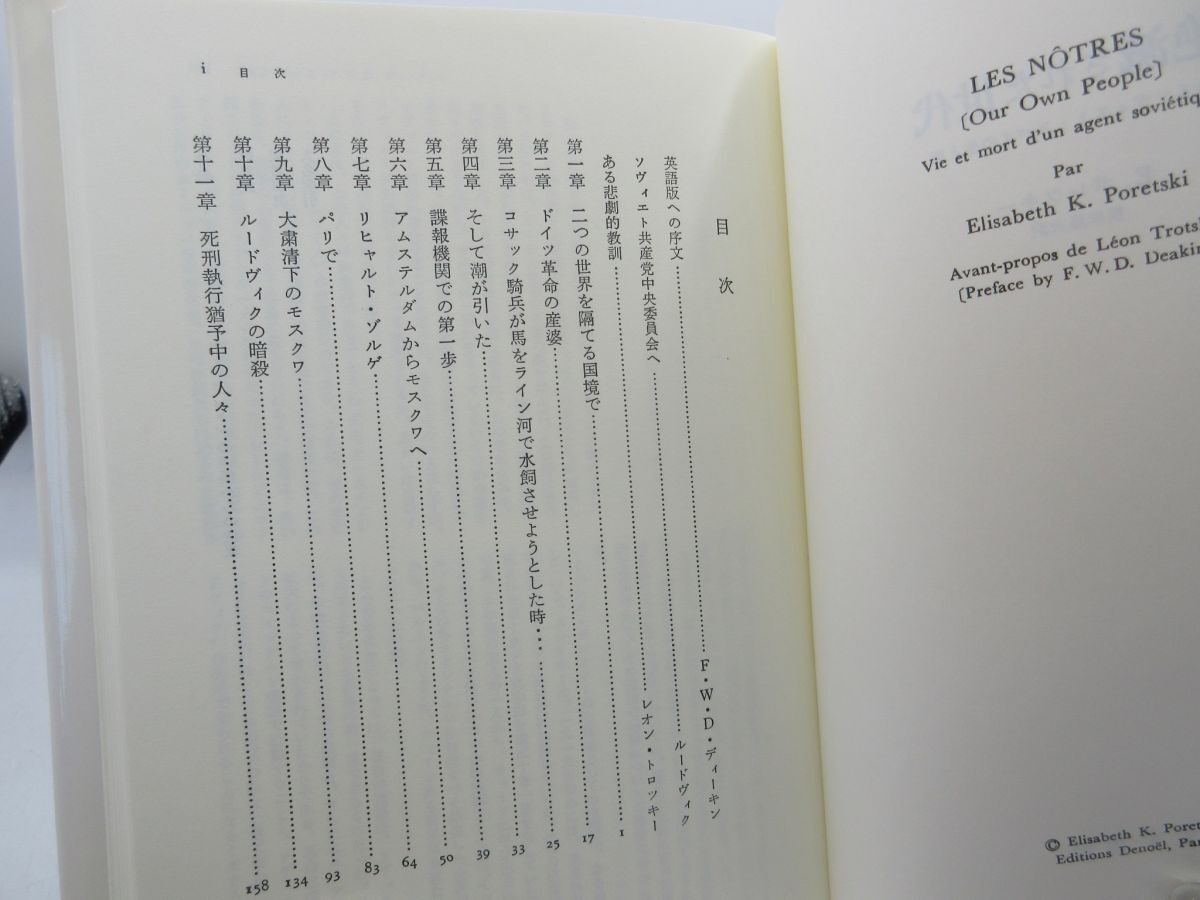 LES NÔTRES
[Our Own People]
Vie et mort d'un agent soviétiq
Par
Elisabeth K. Poretski
Avant-propos de Léon Trots
[Preface by F. W. D. Deakin
© Elisabeth K. Poret
Editions Denoël, Par
i 目次
目次
英語版への序文……F・W・D・ディーキン
ソヴィエト共産党中央委員会へ……ルードヴィク
ある悲劇的教訓……レオン・トロツキー
第一章 二つの世界を隔てる国境で……1
第二章 ドイツ革命の産婆……17
第三章 コサック騎兵が馬をライン河で水飼させようとした時……25
第四章 そして潮が引いた……33
第五章 諜報機関での第一歩……39
第六章 アムステルダムからモスクワへ……50
第七章 リヒャルト・ゾルゲ……64
第八章 パリで……83
第九章 大粛清下のモスクワ……93
第十章 ルードヴィクの暗殺……134
第十一章 死刑執行猶予中の人々……158